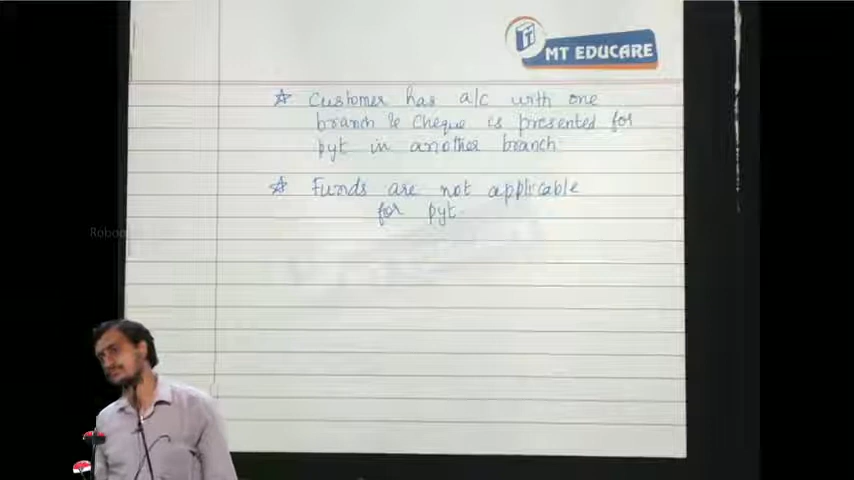 MT EDUCARE
☆ Customer has a/c with one
branch & cheque is presented for
pyt in another branch
☆ Funds are not applicable
for pyt.